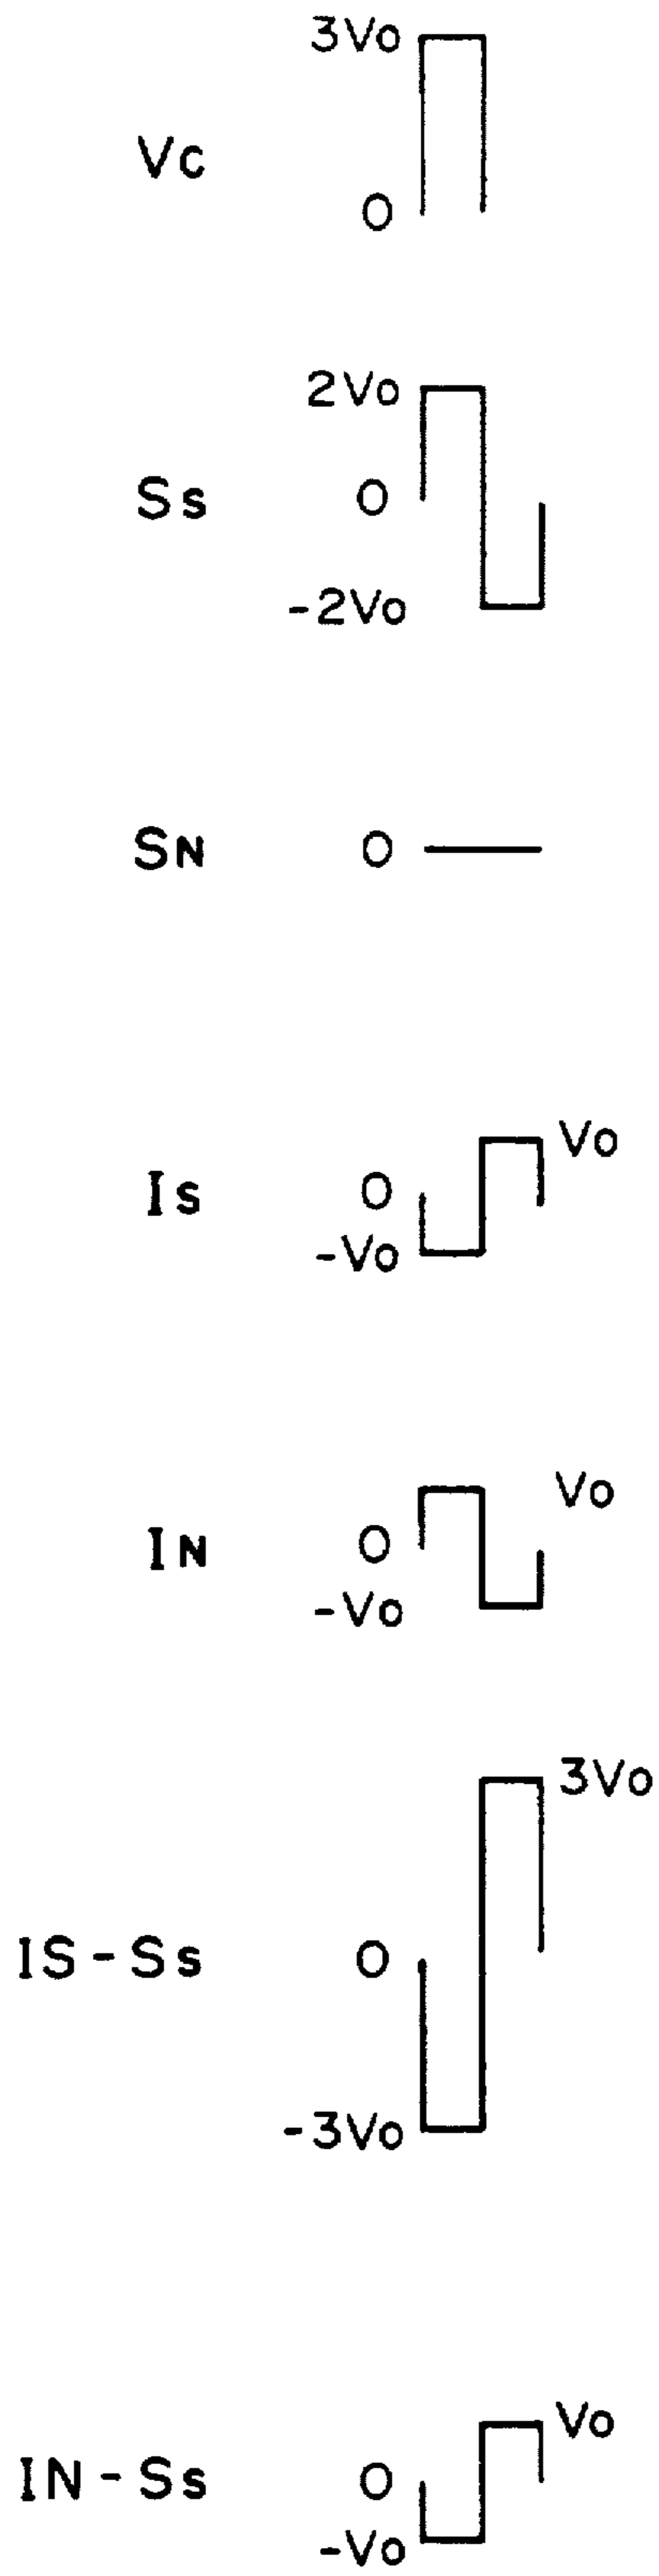 3Vo
Vc
0
2Vo
Ss 0
-2Vo
SN 0
Vo
Is 0
-Vo
Vo
IN 0
-Vo
3Vo
IS-Ss 0
-3Vo
Vo
IN-Ss 0
-Vo